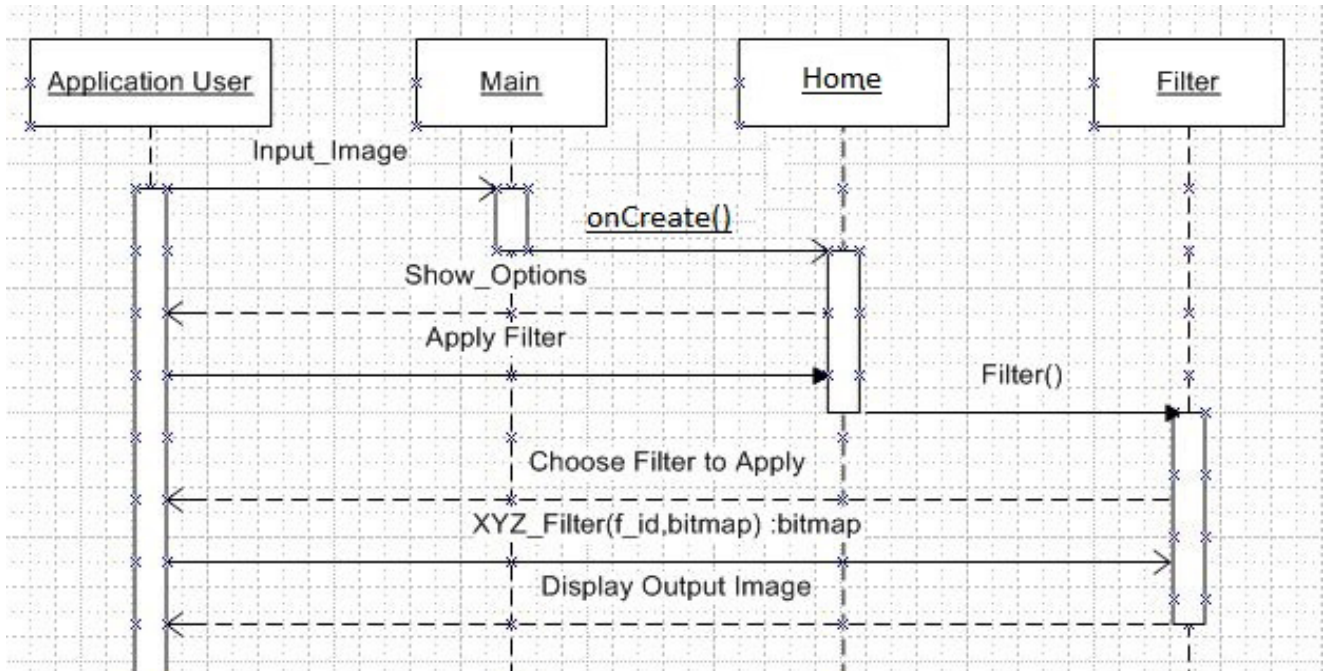 Application User
Main
Home
Filter
Input_Image
onCreate()
Show_Options
Apply Filter
Filter()
Choose Filter to Apply
XYZ_Filter(f_id,bitmap) :bitmap
Display Output Image